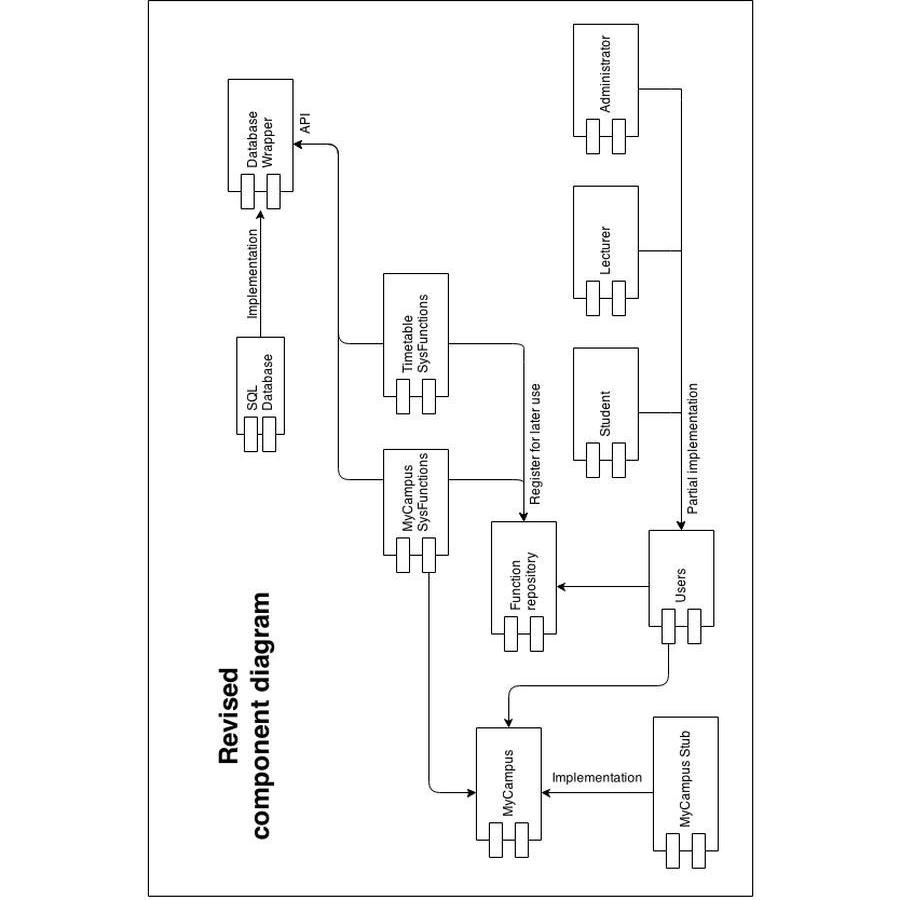 Revised
component diagram
SQL
Database
Implementation
Database
Wrapper
API
MyCampus
SysFunctions
Timetable
SysFunctions
Register for later use
Function
repository
MyCampus
Implementation
MyCampus Stub
Users
Partial implementation
Student
Lecturer
Administrator